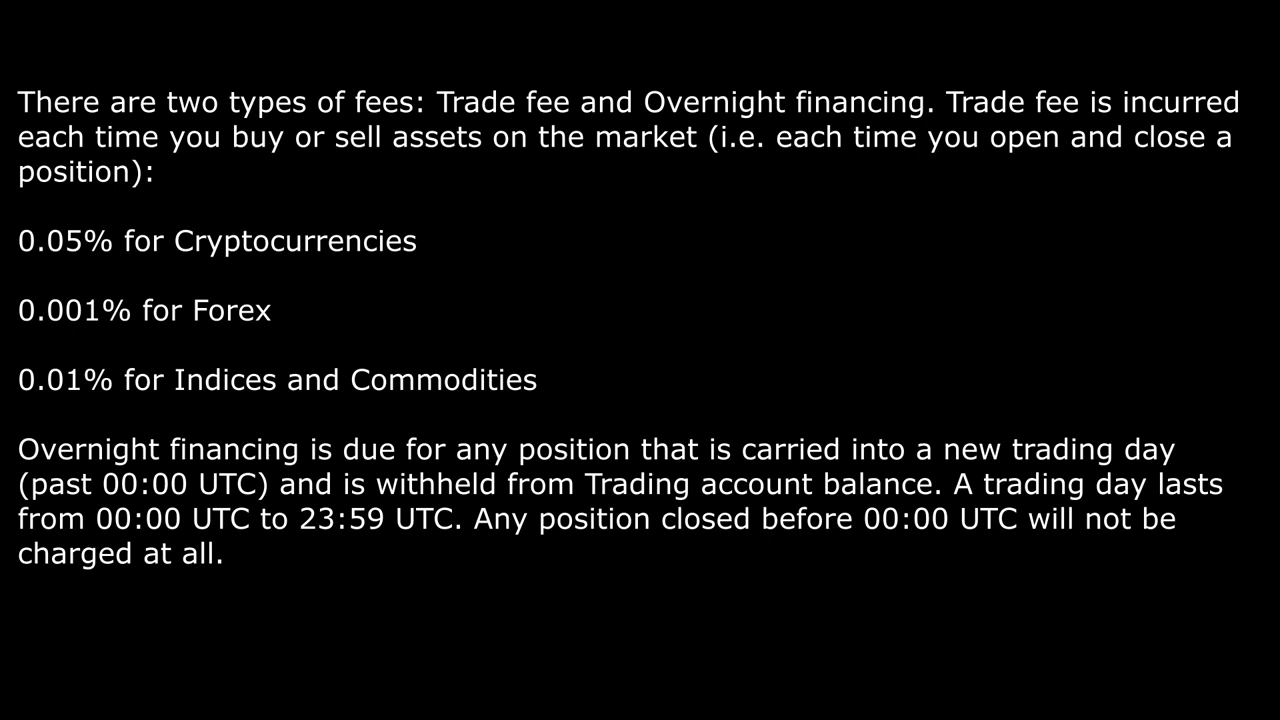 There are two types of fees: Trade fee and Overnight financing. Trade fee is incurred
each time you buy or sell assets on the market (i.e. each time you open and close a
position):
0.05% for Cryptocurrencies
0.001% for Forex
0.01% for Indices and Commodities
Overnight financing is due for any position that is carried into a new trading day
(past 00:00 UTC) and is withheld from Trading account balance. A trading day lasts
from 00:00 UTC to 23:59 UTC. Any position closed before 00:00 UTC will not be
charged at all.